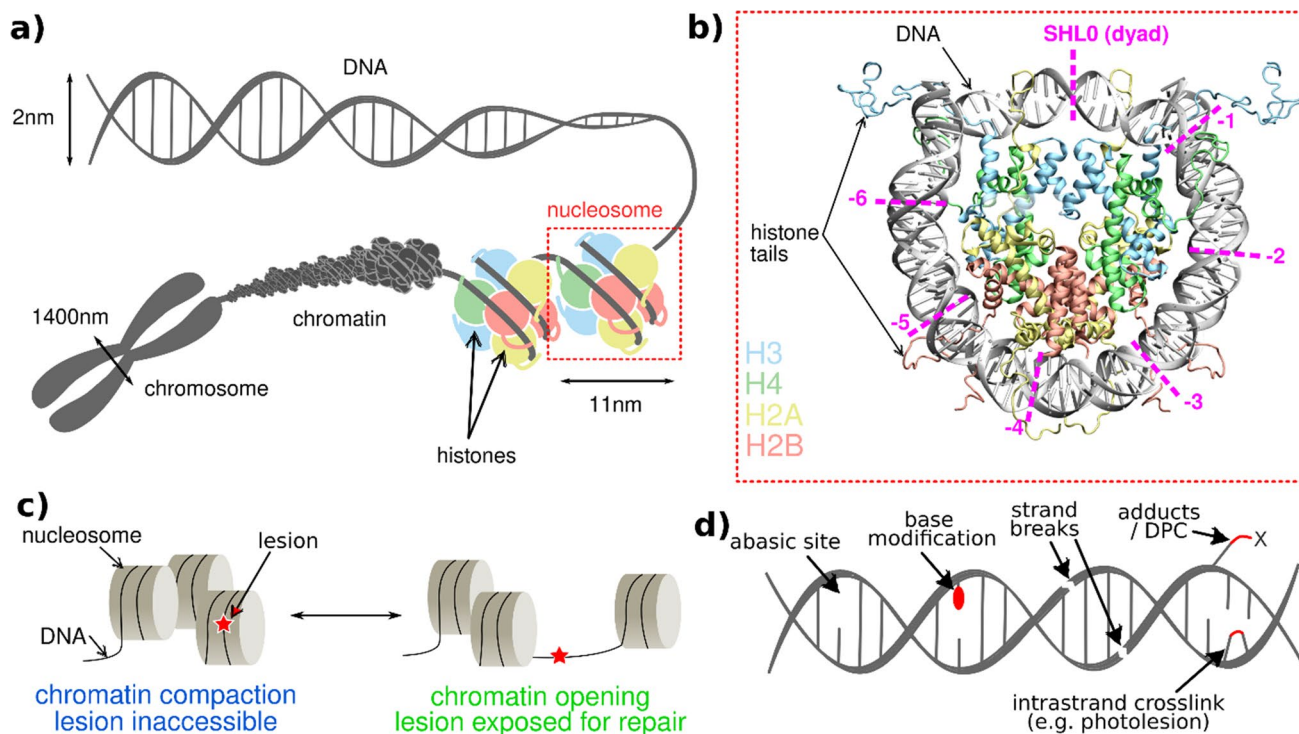 a)
DNA
2nm
nucleosome
1400nm
chromatin
chromosome
11nm
histones
b)
DNA
SHL0 (dyad)
-1
-6
histone
tails
-2
-5
-3
-4
H3
H4
H2A
H2B
c)
nucleosome
lesion
DNA
chromatin compaction
lesion inaccessible
chromatin opening
lesion exposed for repair
d)
abasic site
base
modification
strand
breaks
adducts
/ DPC
X
intrastrand crosslink
(e.g. photolesion)